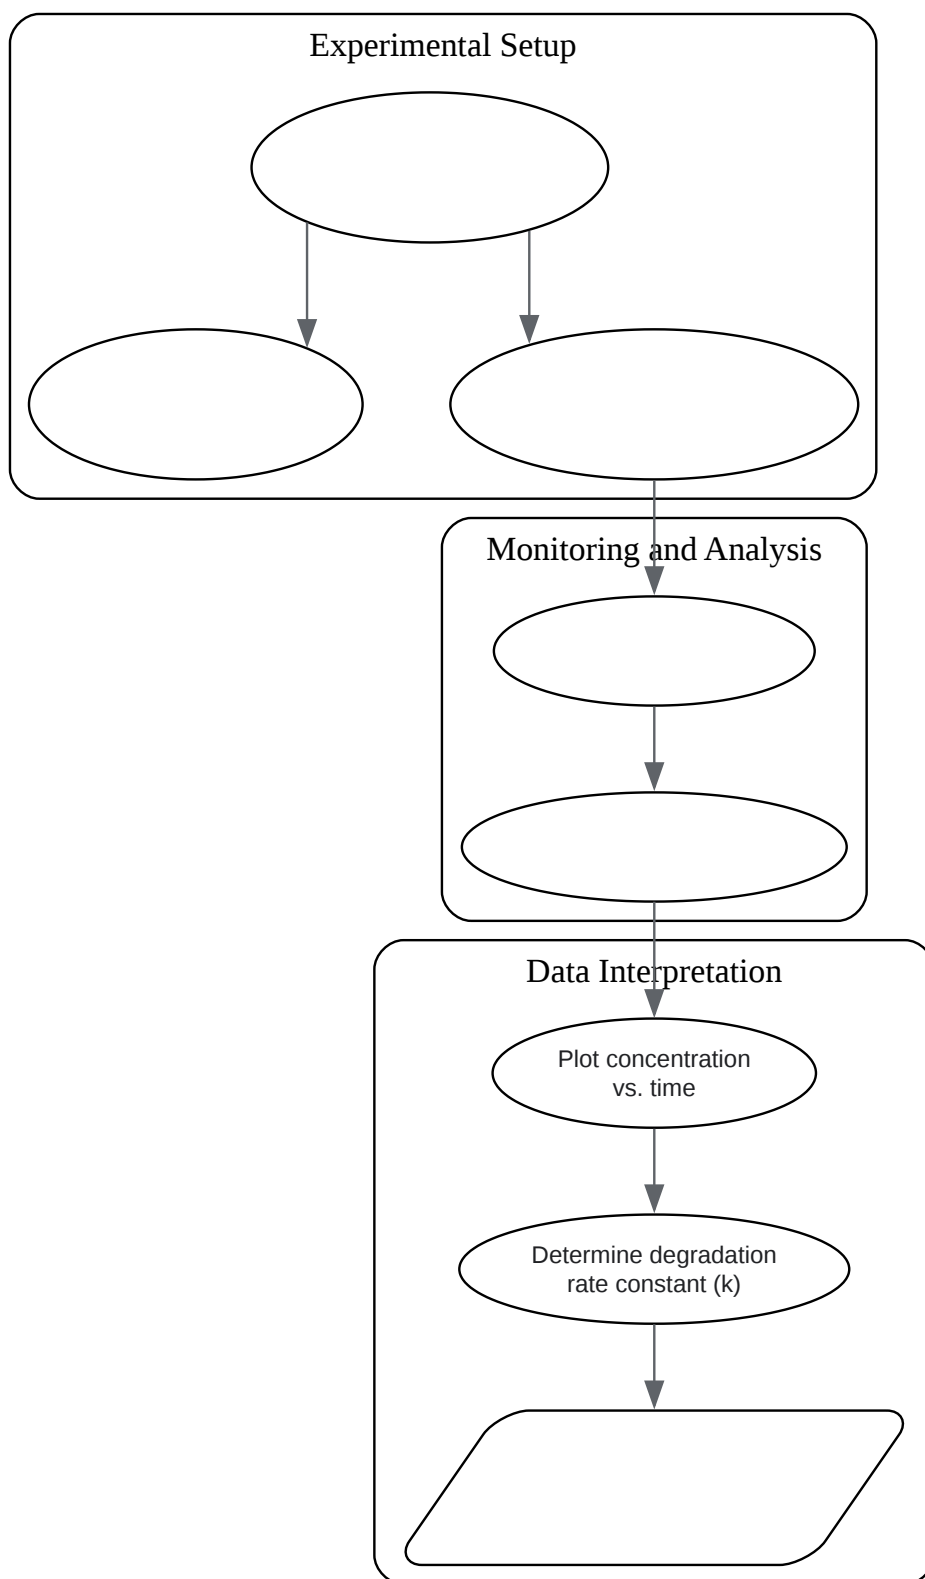 Experimental Setup
Monitoring and Analysis
Data Interpretation
Plot concentration
vs. time
Determine degradation
rate constant (k)